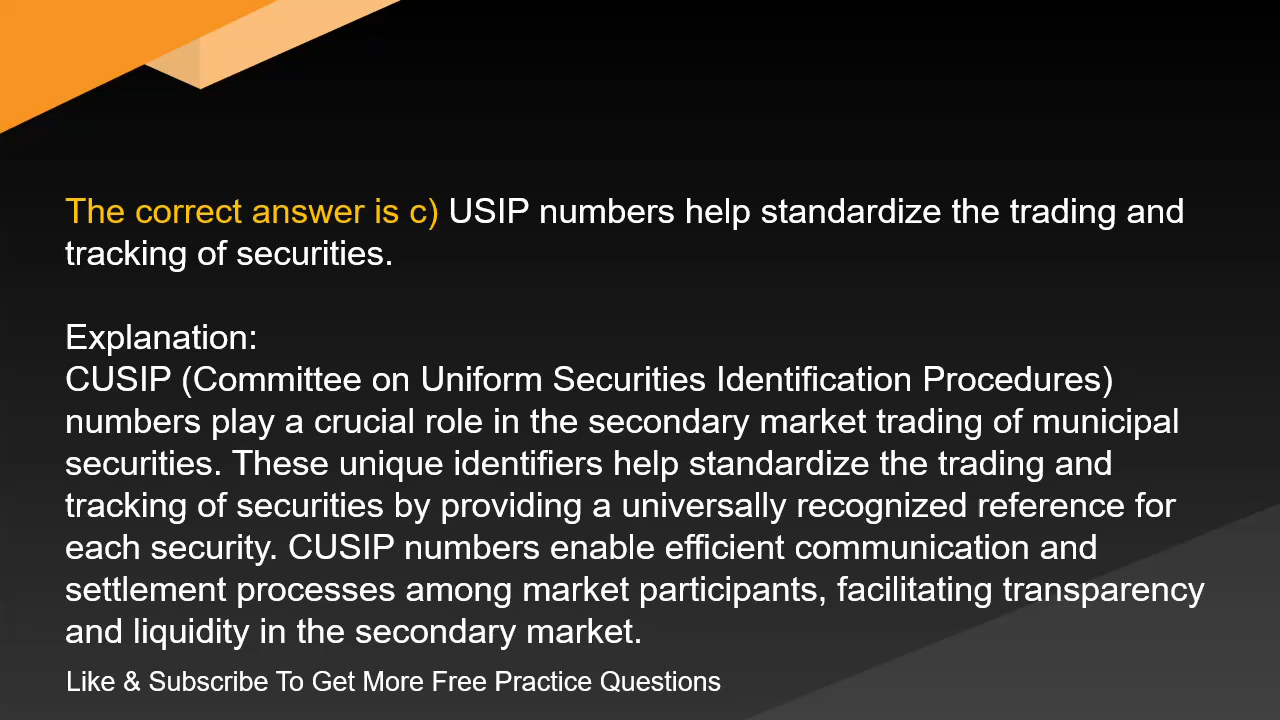 The correct answer is c) USIP numbers help standardize the trading and
tracking of securities.
Explanation:
CUSIP (Committee on Uniform Securities Identification Procedures)
numbers play a crucial role in the secondary market trading of municipal
securities. These unique identifiers help standardize the trading and
tracking of securities by providing a universally recognized reference for
each security. CUSIP numbers enable efficient communication and
settlement processes among market participants, facilitating transparency
and liquidity in the secondary market.
Like & Subscribe To Get More Free Practice Questions